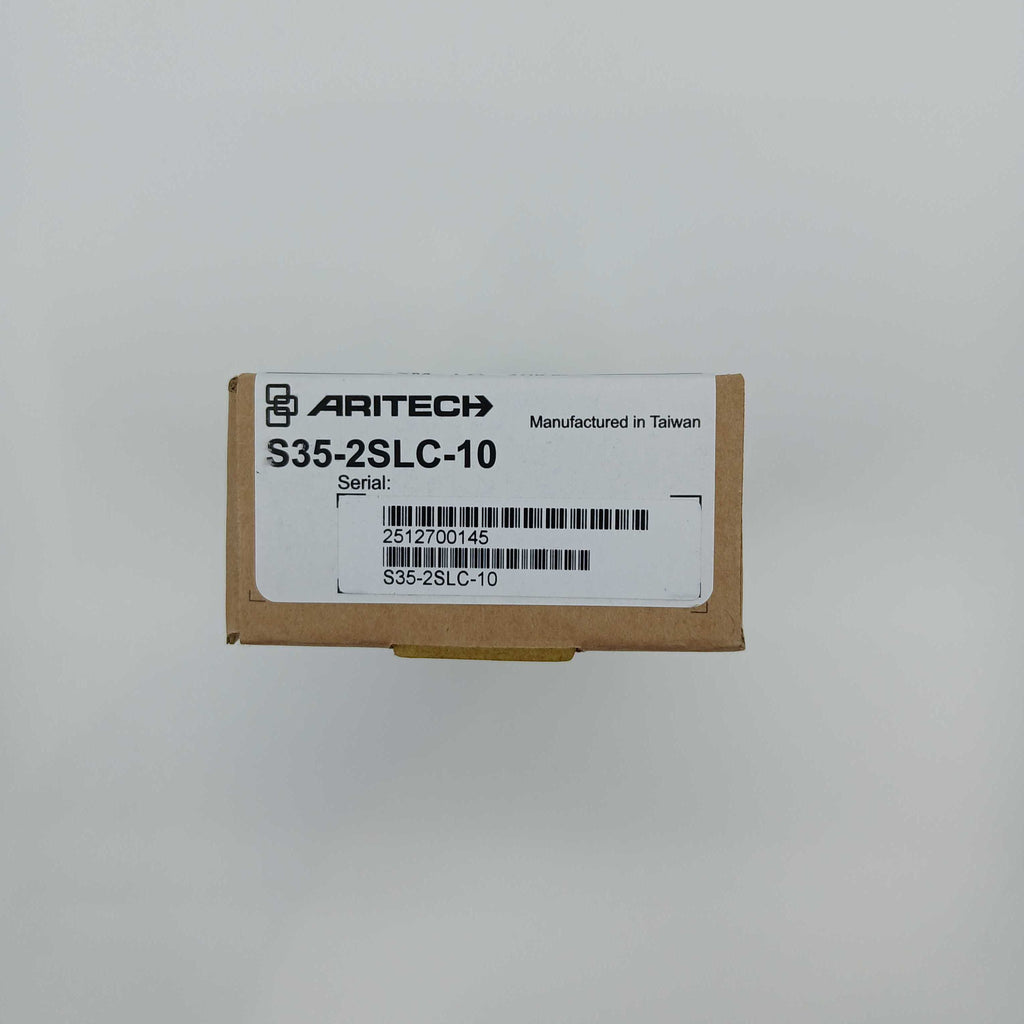 ARITECH
Manufactured in Taiwan
S35-2SLC-10
Serial:
2512700145
S35-2SLC-10